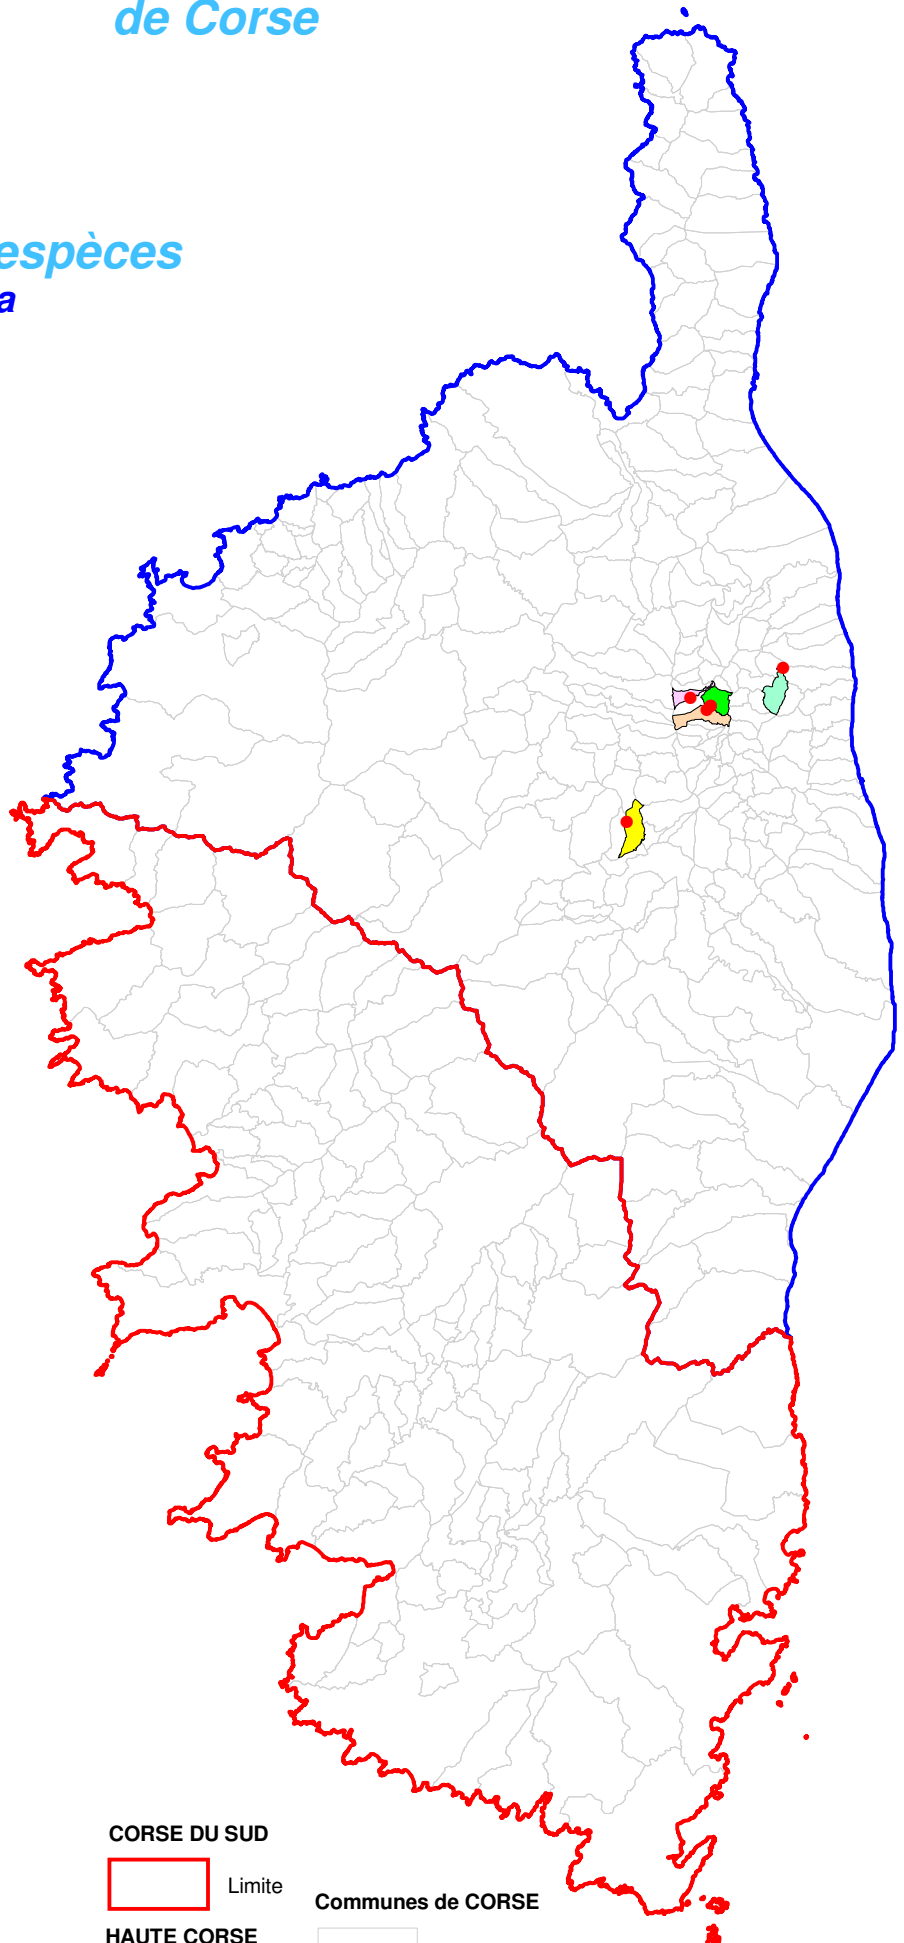 de Corse
espèces
a
CORSE DU SUD
Limite
Communes de CORSE
HAUTE CORSE